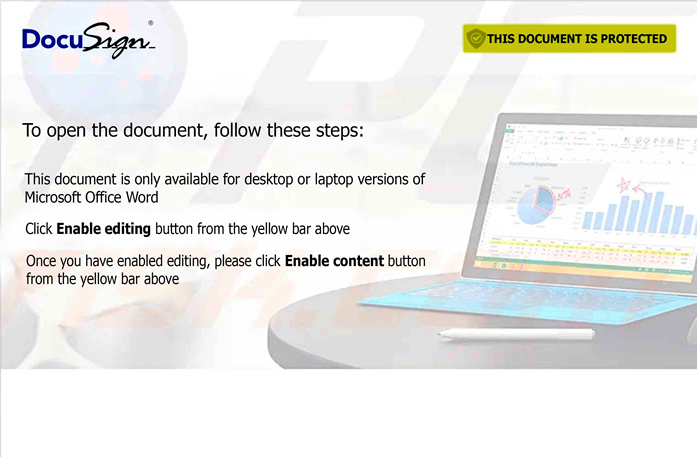 DocuSign®
THIS DOCUMENT IS PROTECTED
To open the document, follow these steps:
This document is only available for desktop or laptop versions of
Microsoft Office Word
Click Enable editing button from the yellow bar above
Once you have enabled editing, please click Enable content button
from the yellow bar above